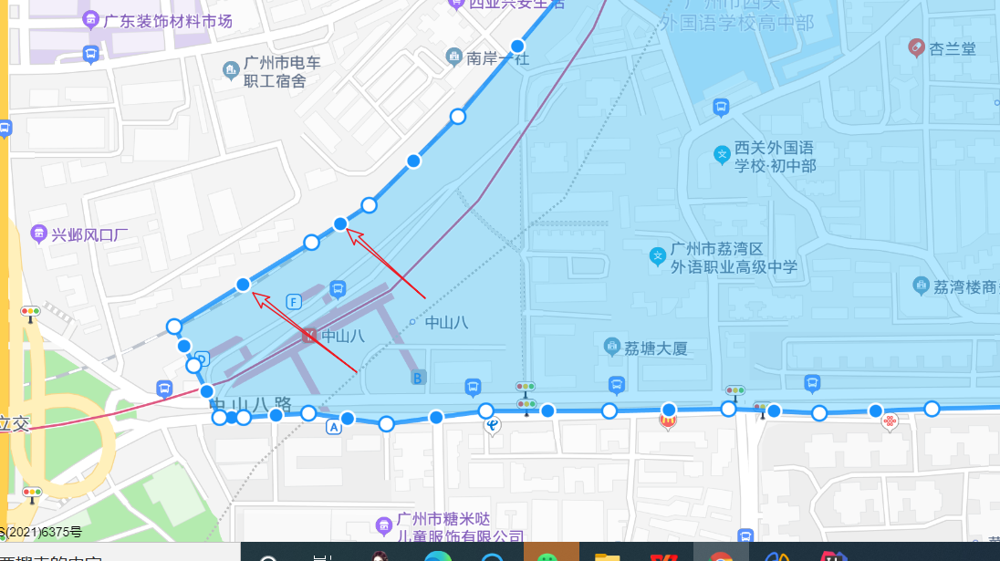 广东装饰材料市场
西业兴安生活
广州市西关
外国语学校高中部
广州市电车
职工宿舍
南岸一社
杏兰堂
西关外国语
学校·初中部
兴邺风口厂
广州市荔湾区
外语职业高级中学
荔湾楼商
F
中山八
中山八
D
荔塘大厦
B
中山八路
立交
A
广州市糖米哒
儿童服饰有限公司
S(2021)6375号